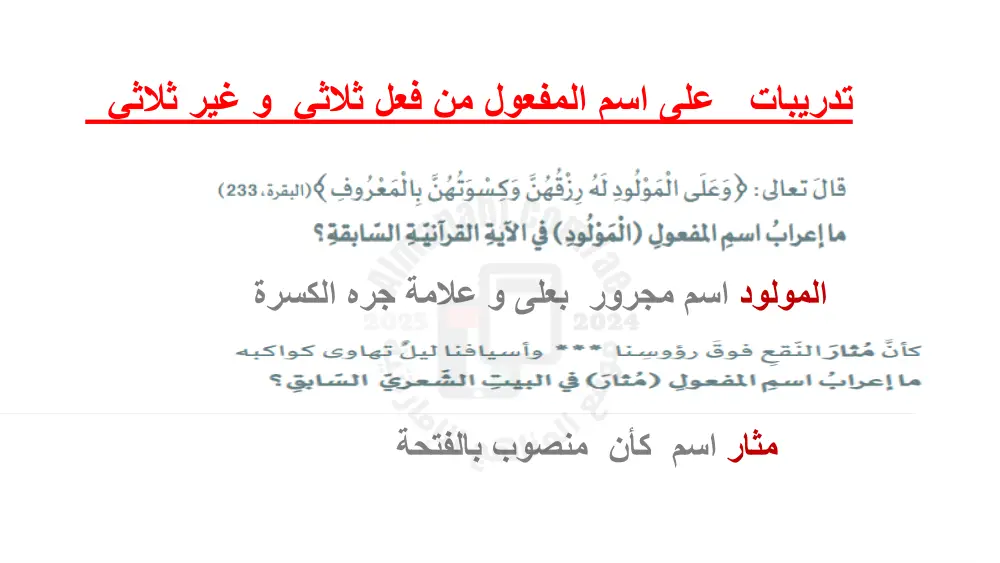 تدريبات على اسم المفعول من فعل ثلاثي و غير ثلاثي
قالَ تعالى: ﴿وَعَلَى الْمَوْلُودِ لَهُ رِزْقُهُنَّ وَكِسْوَتُهُنَّ بِالْمَعْرُوفِ﴾ (البقرة، 233)
ما إعرابُ اسمِ المفعولِ (الْمَوْلُودِ) في الآيةِ القرآنيّةِ السّابقةِ؟
المولود اسم مجرور بعلى و علامة جره الكسرة
2025 2024
كأنَّ مُثارَ النَقعِ فوقَ رؤوسِنا *** وأسيافنا ليلٌ تهاوى كواكبه
ما إعرابُ اسمِ المفعولِ (مُثارَ) في البيتِ الشّعريّ السّابقِ؟
مثار اسم كأن منصوب بالفتحة